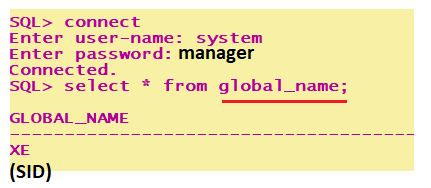 SQL> connect
Enter user-name: system
Enter password: manager
Connected.
SQL> select * from global_name;
GLOBAL_NAME
----------------------------------------
XE
(SID)